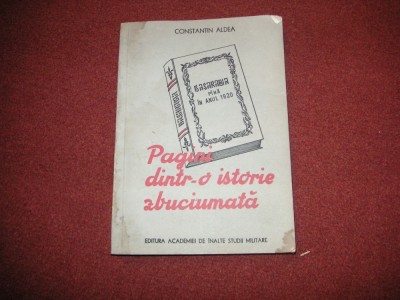 CONSTANTIN ALDEA
BASARABIA
PÎNĂ
ÎN ANUL 1920
Pagini
dintr-o istorie
zbuciumată
EDITURA ACADEMIEI DE ÎNALTE STUDII MILITARE